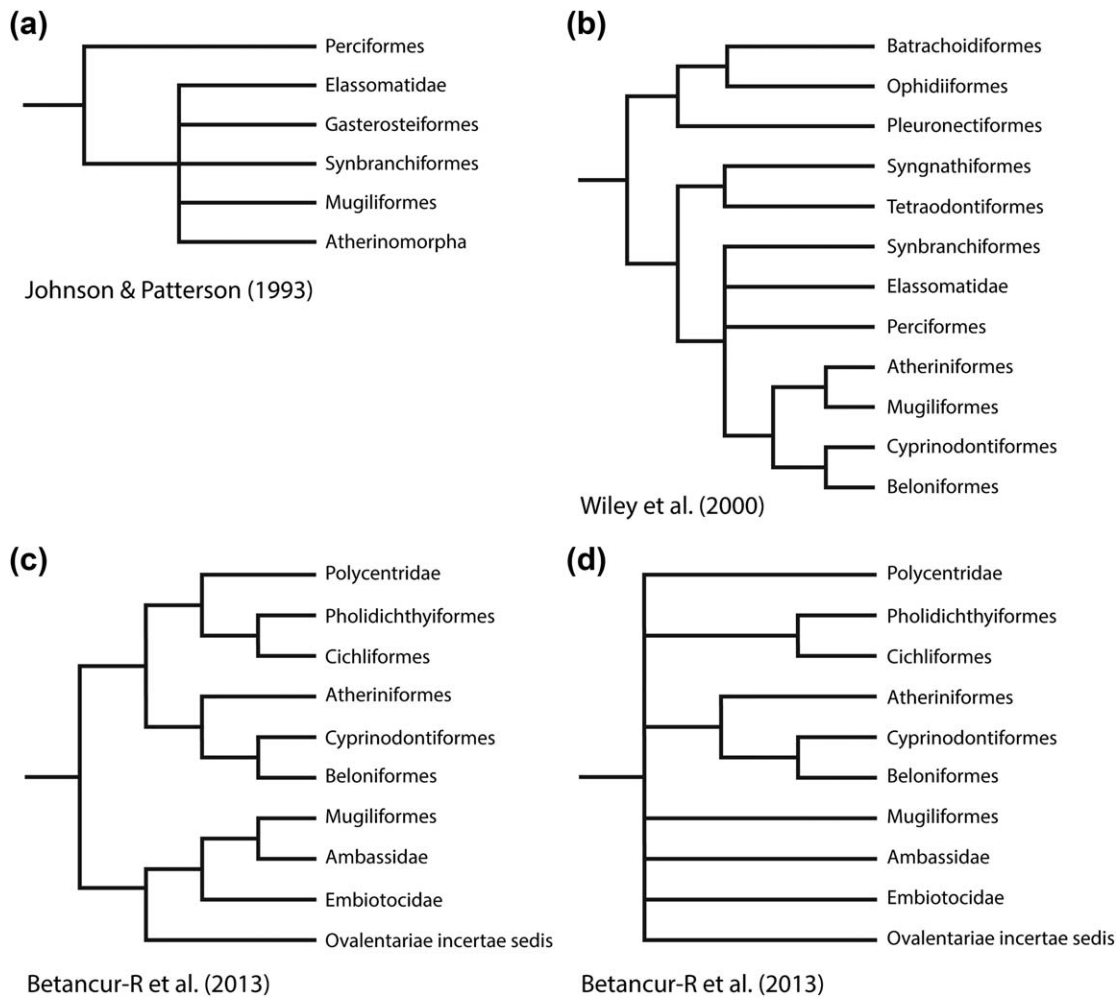 (a)
Perciformes
Elassomatidae
Gasterosteiformes
Synbranchiformes
Mugiliformes
Atherinomorpha
Johnson & Patterson (1993)
(b)
Batrachoidiformes
Ophidiiformes
Pleuronectiformes
Syngnathiformes
Tetraodontiformes
Synbranchiformes
Elassomatidae
Perciformes
Atheriniformes
Mugiliformes
Cyprinodontiformes
Beloniformes
Wiley et al. (2000)
(c)
Polycentridae
Pholidichthyiformes
Cichliformes
Atheriniformes
Cyprinodontiformes
Beloniformes
Mugiliformes
Ambassidae
Embiotocidae
Ovalentariae incertae sedis
Betancur-R et al. (2013)
(d)
Polycentridae
Pholidichthyiformes
Cichliformes
Atheriniformes
Cyprinodontiformes
Beloniformes
Mugiliformes
Ambassidae
Embiotocidae
Ovalentariae incertae sedis
Betancur-R et al. (2013)